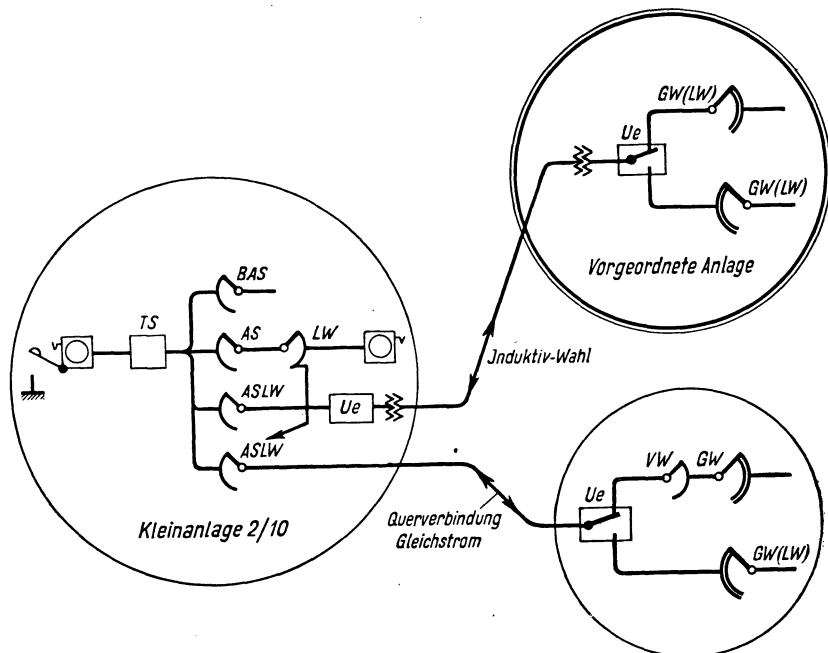 GW(LW)
Ue
GW(LW)
Vorgeordnete Anlage
BAS
TS
AS
LW
Jnduktiv-Wahl
ASLW
Ue
ASLW
VW
GW
Ue
Querverbindung
Gleichstrom
Kleinanlage 2/10
GW(LW)